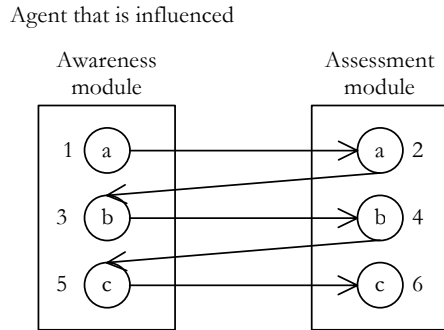 Agent that is influenced
Awareness
module
Assessment
module
1 a a 2
3 b b 4
5 c c 6